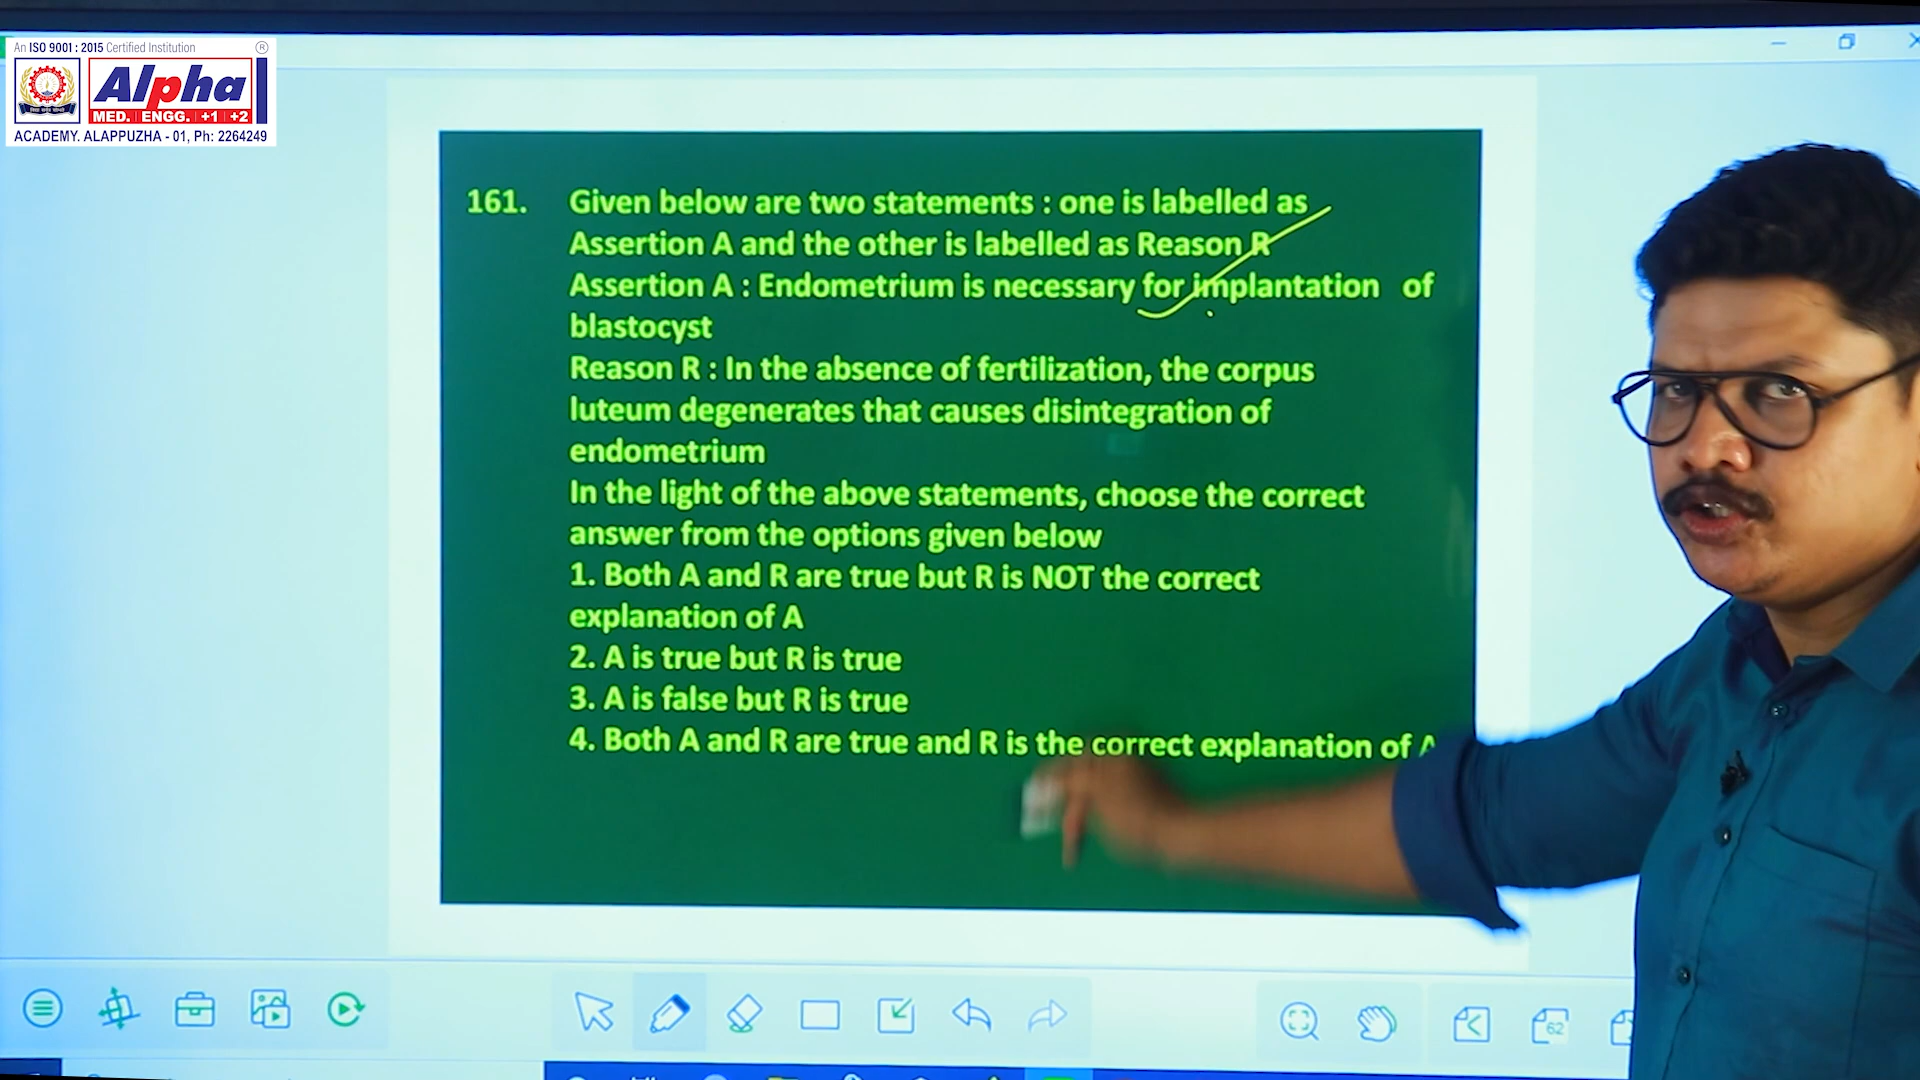 An ISO 9001 : 2015 Certified Institution ®
Alpha
MED. ENGG. +1 +2
ACADEMY. ALAPPUZHA - 01, Ph: 2264249
161. Given below are two statements : one is labelled as
Assertion A and the other is labelled as Reason R
Assertion A : Endometrium is necessary for implantation of
blastocyst
Reason R : In the absence of fertilization, the corpus
luteum degenerates that causes disintegration of
endometrium
In the light of the above statements, choose the correct
answer from the options given below
1. Both A and R are true but R is NOT the correct
explanation of A
2. A is true but R is true
3. A is false but R is true
4. Both A and R are true and R is the correct explanation of A
62